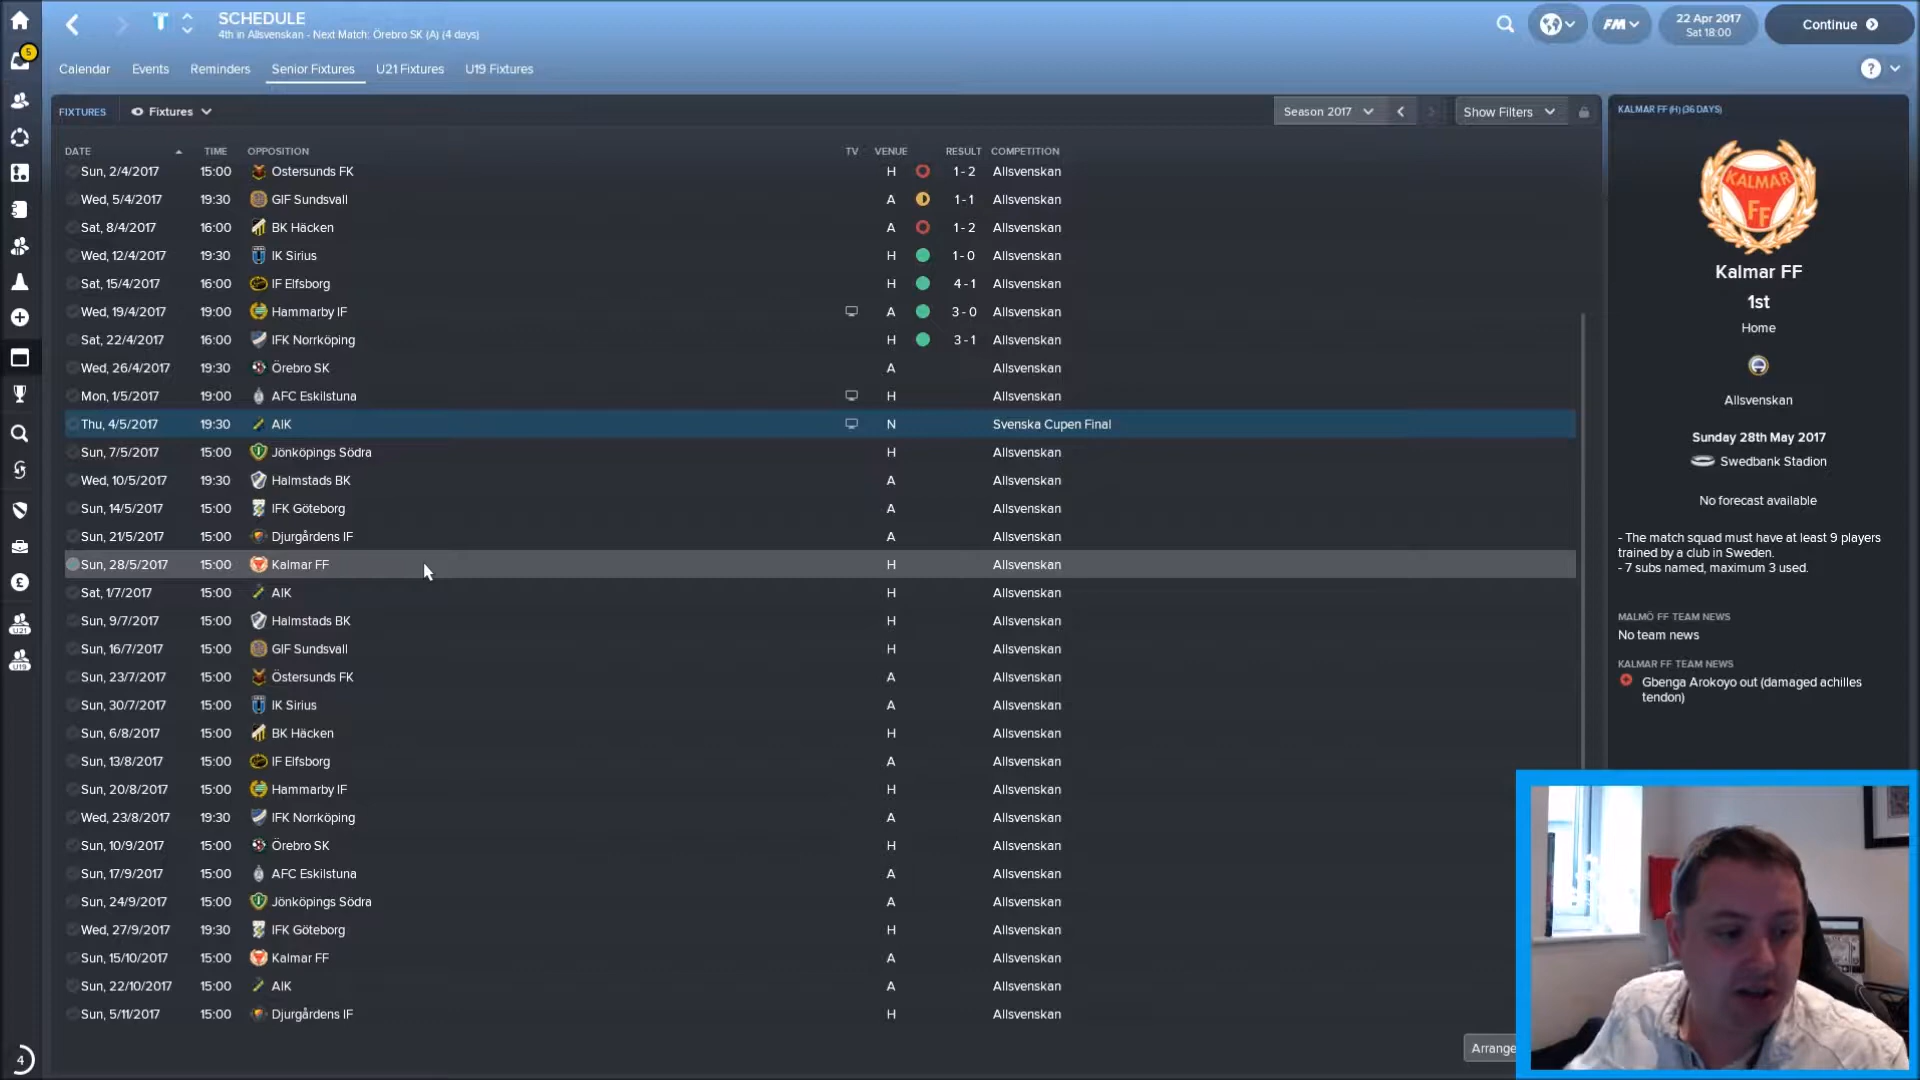 SCHEDULE
4th in Allsvenskan - Next Match: Örebro SK (A) (4 days)
FM
22 Apr 2017
Sat 18:00
Continue
5
Calendar Events Reminders Senior Fixtures U21 Fixtures U19 Fixtures
?
FIXTURES Fixtures Season 2017 Show Filters
DATE TIME OPPOSITION TV VENUE RESULT COMPETITION
Sun, 2/4/2017 15:00 Östersunds FK H 1 - 2 Allsvenskan
Wed, 5/4/2017 19:30 GIF Sundsvall A 1 - 1 Allsvenskan
Sat, 8/4/2017 16:00 BK Häcken A 1 - 2 Allsvenskan
Wed, 12/4/2017 19:30 IK Sirius H 1 - 0 Allsvenskan
Sat, 15/4/2017 16:00 IF Elfsborg H 4 - 1 Allsvenskan
Wed, 19/4/2017 19:00 Hammarby IF A 3 - 0 Allsvenskan
Sat, 22/4/2017 16:00 IFK Norrköping H 3 - 1 Allsvenskan
Wed, 26/4/2017 19:30 Örebro SK A Allsvenskan
Mon, 1/5/2017 19:00 AFC Eskilstuna H Allsvenskan
Thu, 4/5/2017 19:30 AIK N Svenska Cupen Final
Sun, 7/5/2017 15:00 Jönköpings Södra H Allsvenskan
Wed, 10/5/2017 19:30 Halmstads BK A Allsvenskan
Sun, 14/5/2017 15:00 IFK Göteborg A Allsvenskan
Sun, 21/5/2017 15:00 Djurgårdens IF A Allsvenskan
Sun, 28/5/2017 15:00 Kalmar FF H Allsvenskan
Sat, 1/7/2017 15:00 AIK H Allsvenskan
Sun, 9/7/2017 15:00 Halmstads BK H Allsvenskan
Sun, 16/7/2017 15:00 GIF Sundsvall H Allsvenskan
Sun, 23/7/2017 15:00 Östersunds FK A Allsvenskan
Sun, 30/7/2017 15:00 IK Sirius A Allsvenskan
Sun, 6/8/2017 15:00 BK Häcken H Allsvenskan
Sun, 13/8/2017 15:00 IF Elfsborg A Allsvenskan
Sun, 20/8/2017 15:00 Hammarby IF H Allsvenskan
Wed, 23/8/2017 19:30 IFK Norrköping A Allsvenskan
Sun, 10/9/2017 15:00 Örebro SK H Allsvenskan
Sun, 17/9/2017 15:00 AFC Eskilstuna A Allsvenskan
Sun, 24/9/2017 15:00 Jönköpings Södra A Allsvenskan
Wed, 27/9/2017 19:30 IFK Göteborg H Allsvenskan
Sun, 15/10/2017 15:00 Kalmar FF A Allsvenskan
Sun, 22/10/2017 15:00 AIK A Allsvenskan
Sun, 5/11/2017 15:00 Djurgårdens IF H Allsvenskan
Arrange
U21
U19
4
KALMAR FF (H) (36 DAYS)
KALMAR
FF
Kalmar FF
1st
Home
Allsvenskan
Sunday 28th May 2017
Swedbank Stadion
No forecast available
- The match squad must have at least 9 players
trained by a club in Sweden.
- 7 subs named, maximum 3 used.
MALMÖ FF TEAM NEWS
No team news
KALMAR FF TEAM NEWS
Gbenga Arokoyo out (damaged achilles
tendon)